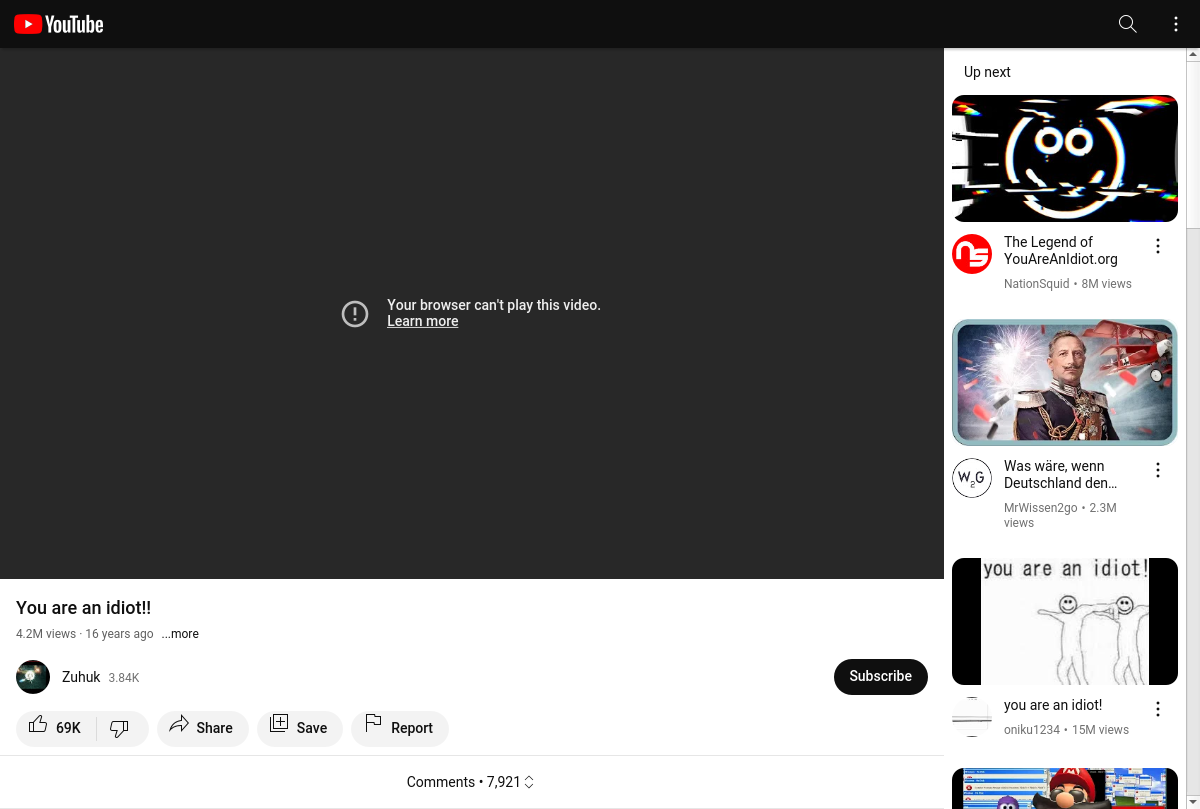 YouTube
Your browser can't play this video.
Learn more
You are an idiot!!
4.2M views · 16 years ago ...more
Zuhuk 3.84K
Subscribe
69K
Share
Save
Report
Comments • 7,921
Up next
The Legend of
YouAreAnIdiot.org
NationSquid • 8M views
W2G
Was wäre, wenn
Deutschland den...
MrWissen2go • 2.3M
views
you are an idiot!
you are an idiot!
oniku1234 • 15M views